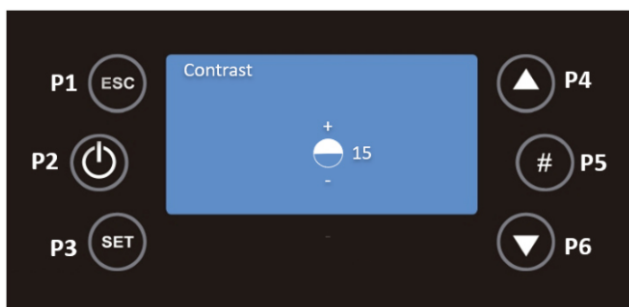 Contrast
P1 ESC
P4
+
15
P2
# P5
-
P3 SET
-
P6